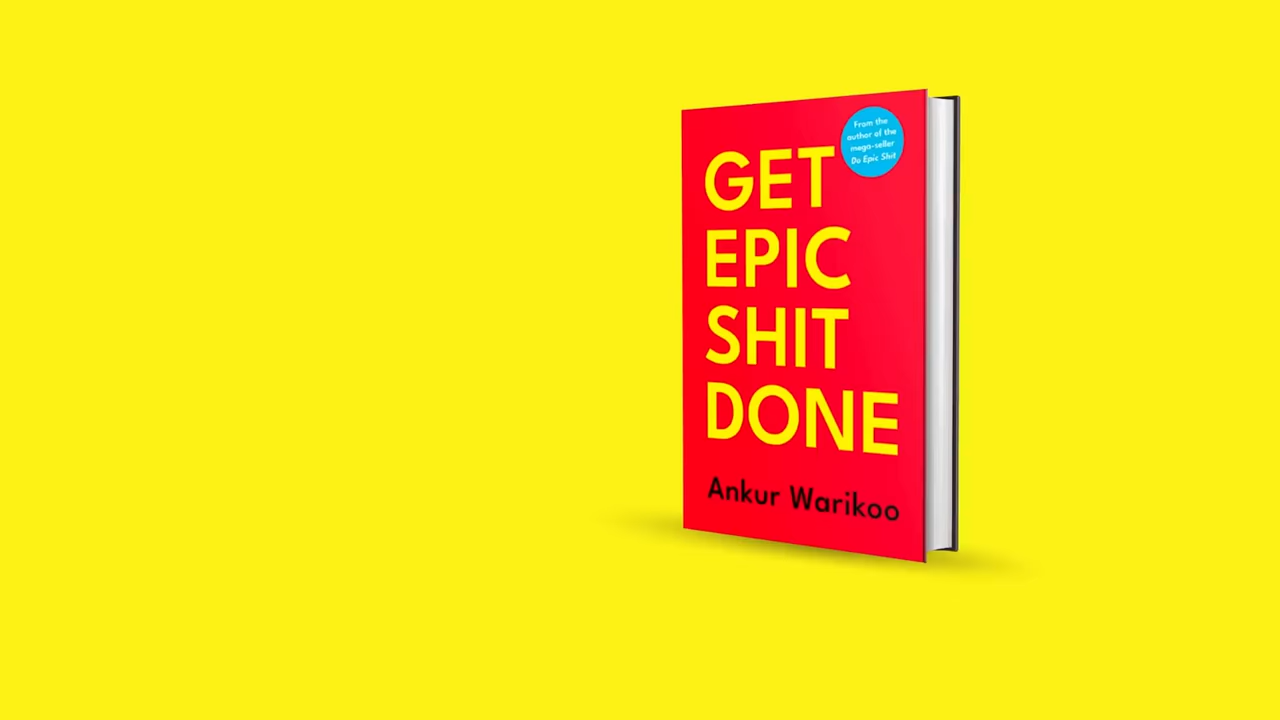 From the
author of the
mega-seller
Do Epic Shit
GET
EPIC
SHIT
DONE
Ankur Warikoo